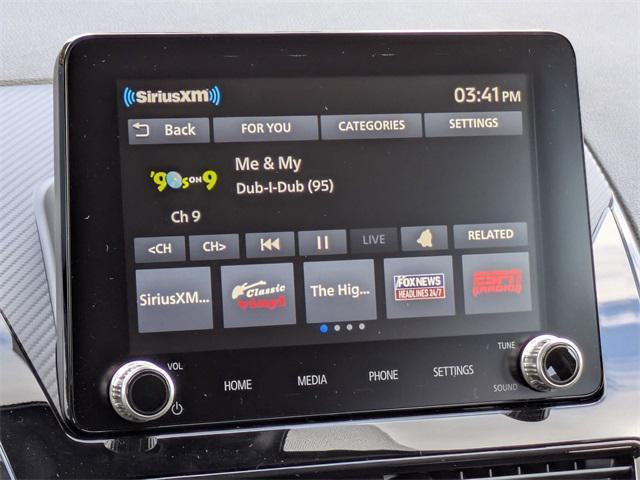 SiriusXM
03:41 PM
Back FOR YOU CATEGORIES SETTINGS
'90s ON 9
Me & My
Dub-I-Dub (95)
Ch 9
<CH CH> LIVE RELATED
SiriusXM... Classic vinyl The Hig... FOX NEWS HEADLINES 24/7 ESPN RADIO
VOL HOME MEDIA PHONE SETTINGS TUNE
SOUND